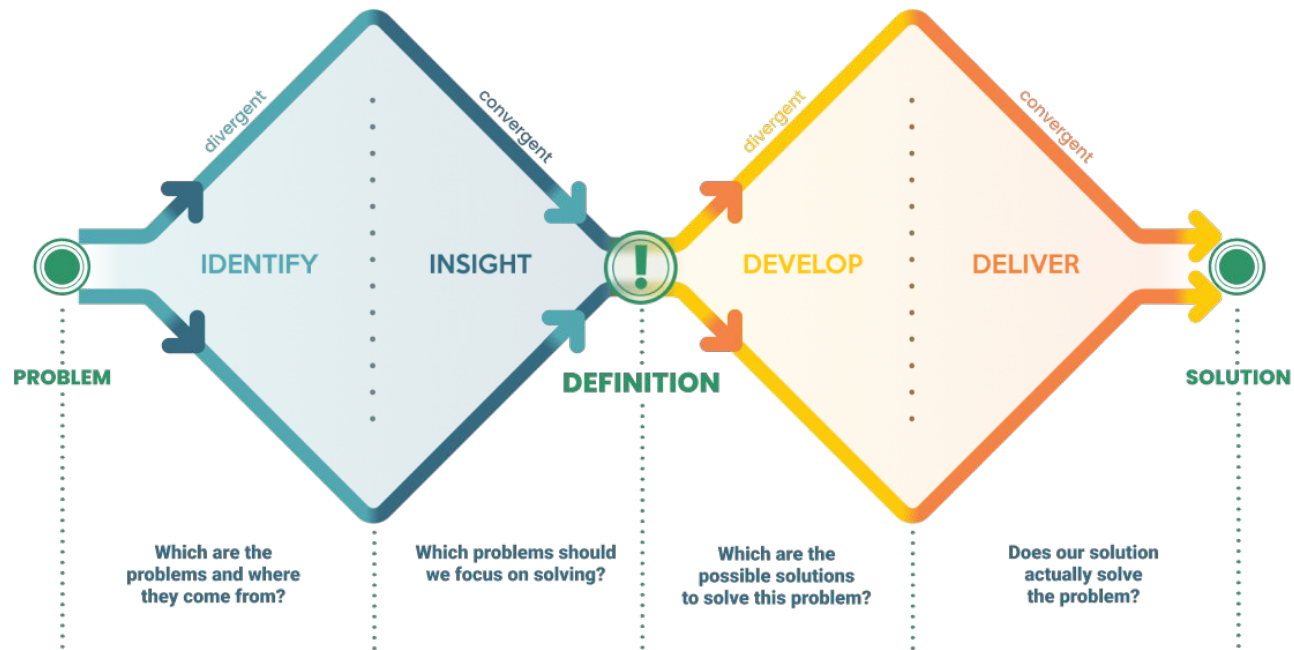 divergent
convergent
divergent
convergent
IDENTIFY
INSIGHT
!
DEVELOP
DELIVER
PROBLEM
DEFINITION
SOLUTION
Which are the
problems and where
they come from?
Which problems should
we focus on solving?
Which are the
possible solutions
to solve this problem?
Does our solution
actually solve
the problem?